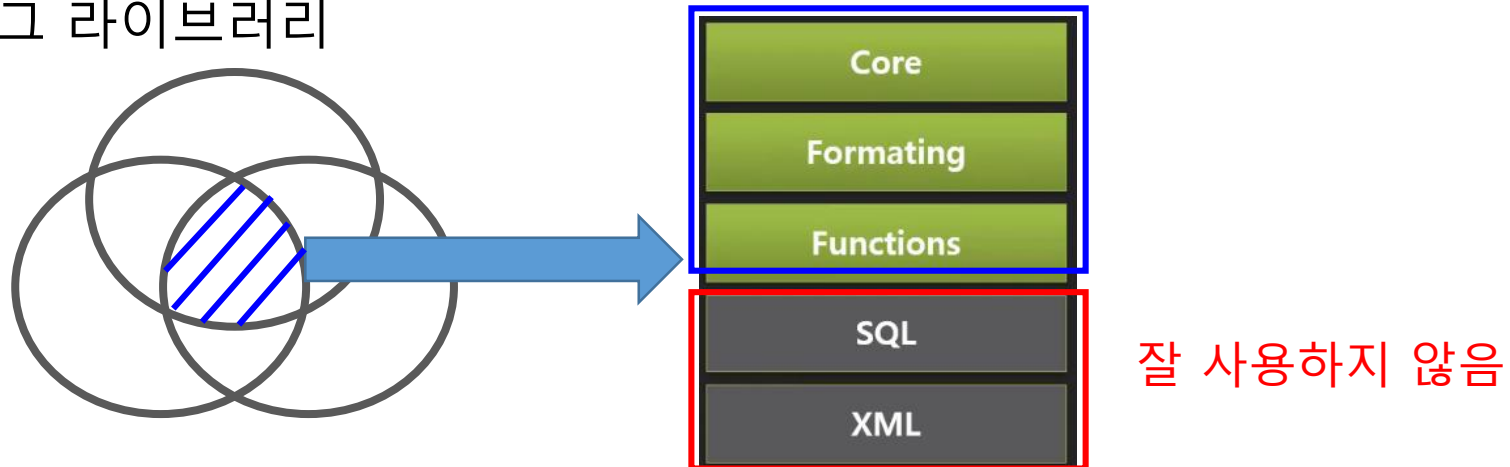 그 라이브러리
Core
Formating
Functions
SQL
XML
잘 사용하지 않음